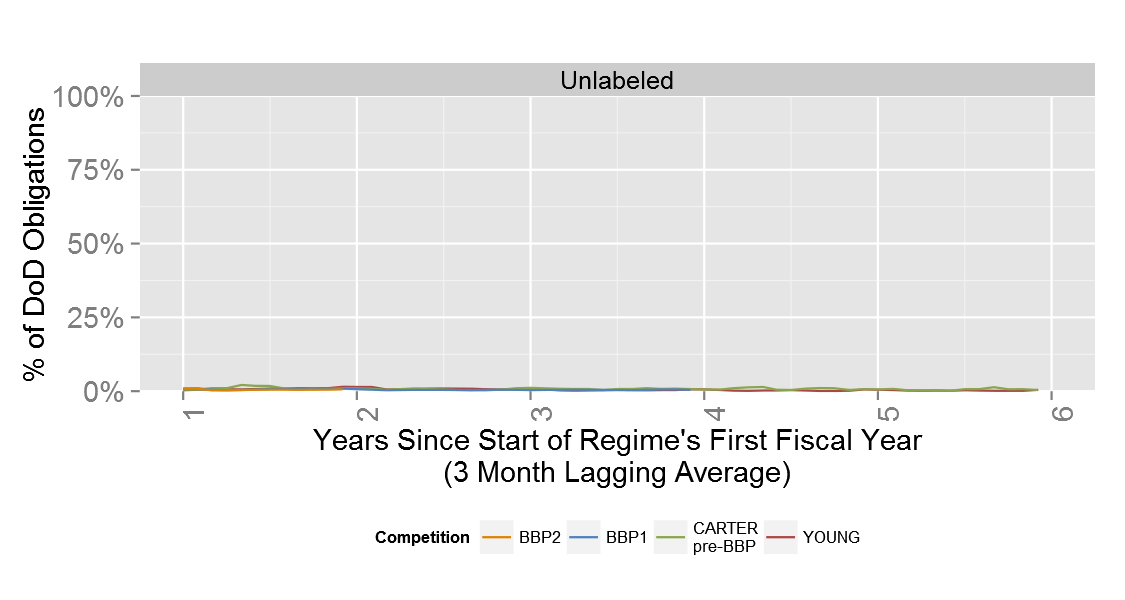 Unlabeled
100%
75%
50%
25%
0%
% of DoD Obligations
1 2 3 4 5 6
Years Since Start of Regime's First Fiscal Year
(3 Month Lagging Average)
Competition BBP2 BBP1 CARTER
pre-BBP YOUNG